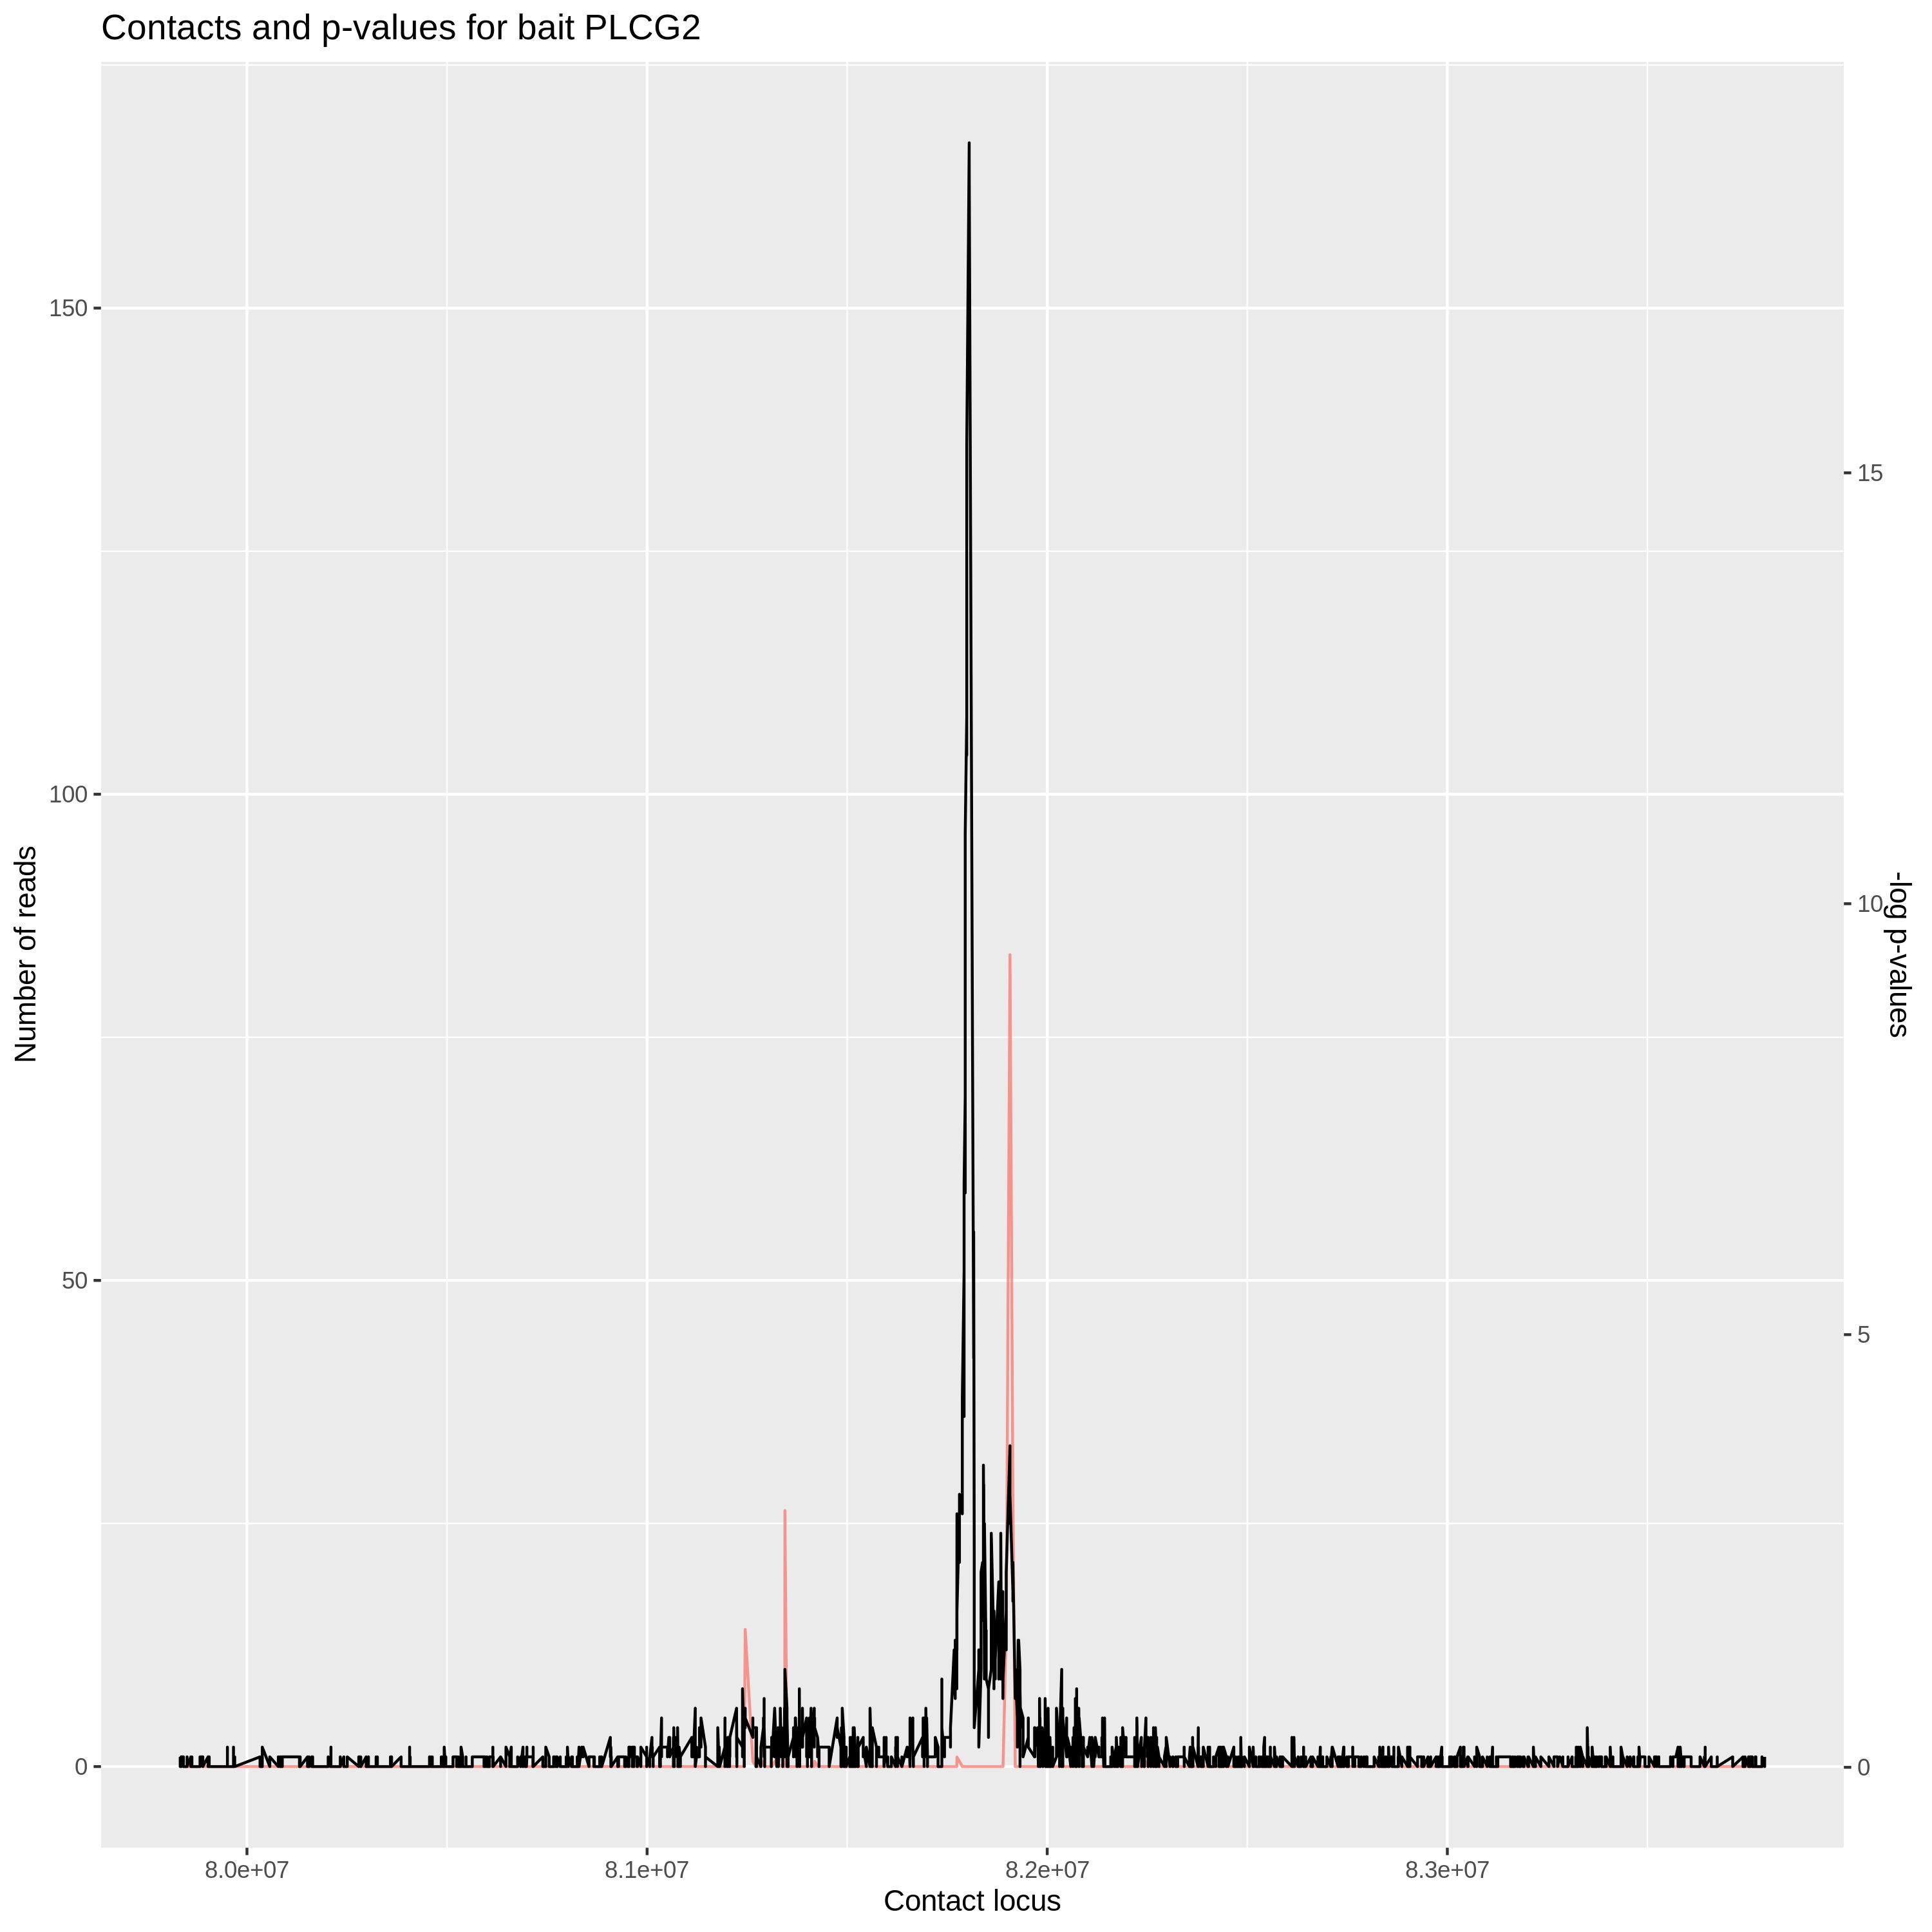 Contacts and p-values for bait PLCG2
150
100
50
0
Number of reads
15
10
5
0
-log p-values
8.0e+07
8.1e+07
8.2e+07
8.3e+07
Contact locus